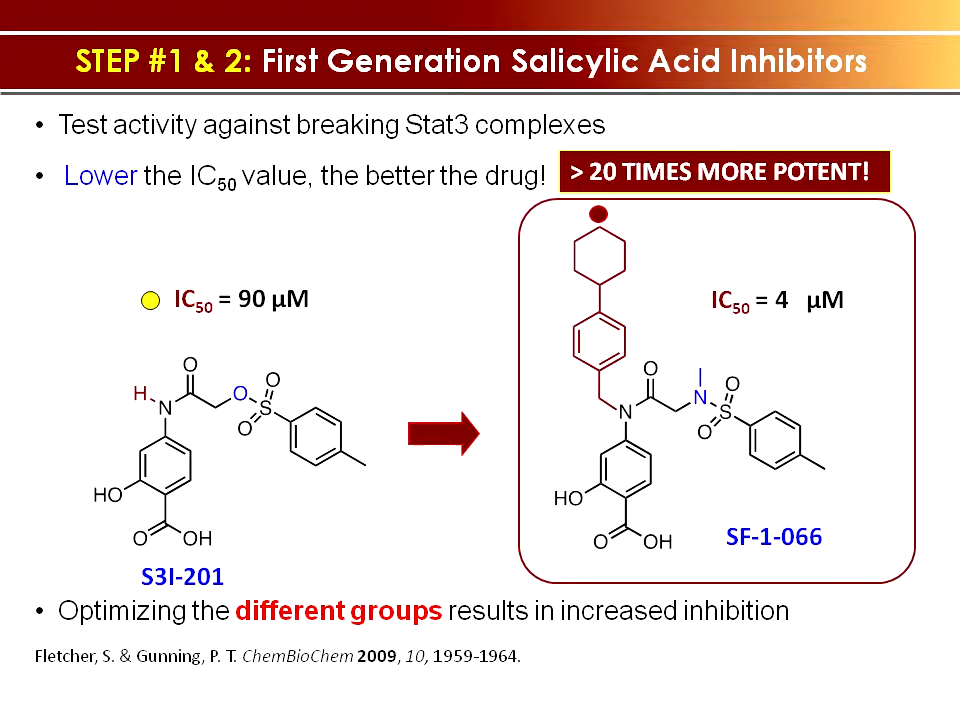 STEP #1 & 2: First Generation Salicylic Acid Inhibitors
• Test activity against breaking Stat3 complexes
• Lower the IC50 value, the better the drug!
> 20 TIMES MORE POTENT!
IC50 = 90 µM
O
H
N
O
O
S
O
HO
O
OH
S3I-201
IC50 = 4 µM
O
N
N
O
S
O
HO
O
OH
SF-1-066
• Optimizing the different groups results in increased inhibition
Fletcher, S. & Gunning, P. T. ChemBioChem 2009, 10, 1959-1964.